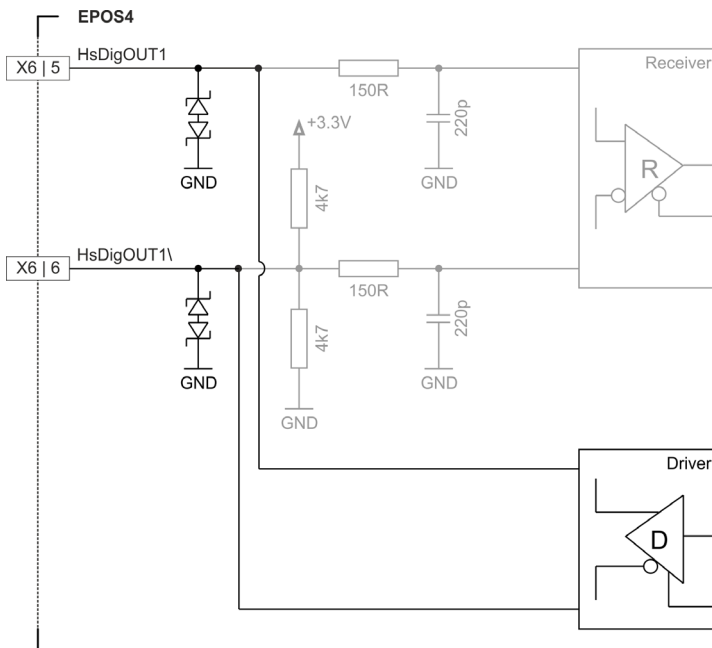 EPOS4
HsDigOUT1
X6 | 5
Receiver
150R
220p
+3.3V
GND
GND
4k7
R
HsDigOUT1\
X6 | 6
150R
220p
4k7
GND
GND
GND
Driver
D